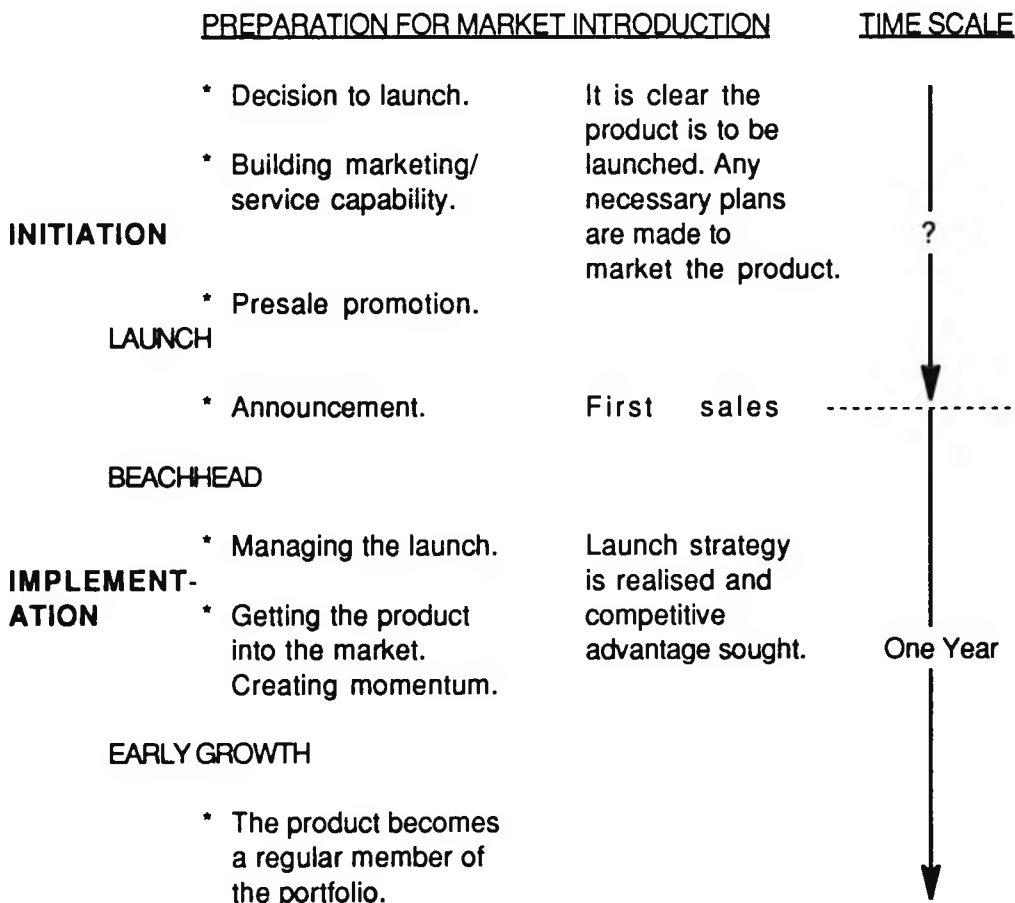 PREPARATION FOR MARKET INTRODUCTION TIME SCALE
* Decision to launch. It is clear the
product is to be
* Building marketing/ launched. Any
service capability. necessary plans
INITIATION are made to ?
market the product.
* Presale promotion.
LAUNCH
* Announcement. First sales
BEACHHEAD
* Managing the launch. Launch strategy
IMPLEMENT- is realised and
ATION * Getting the product competitive
into the market. advantage sought. One Year
Creating momentum.
EARLY GROWTH
* The product becomes
a regular member of
the portfolio.